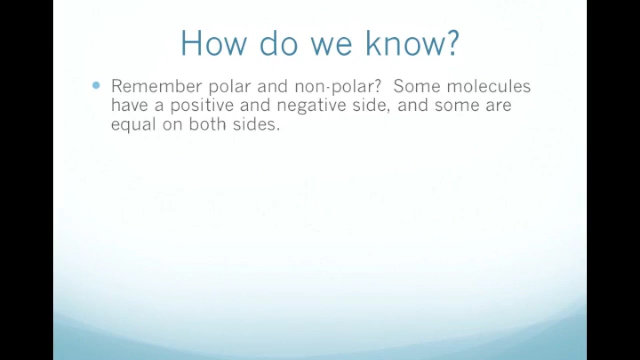 How do we know?
Remember polar and non-polar? Some molecules
have a positive and negative side, and some are
equal on both sides.